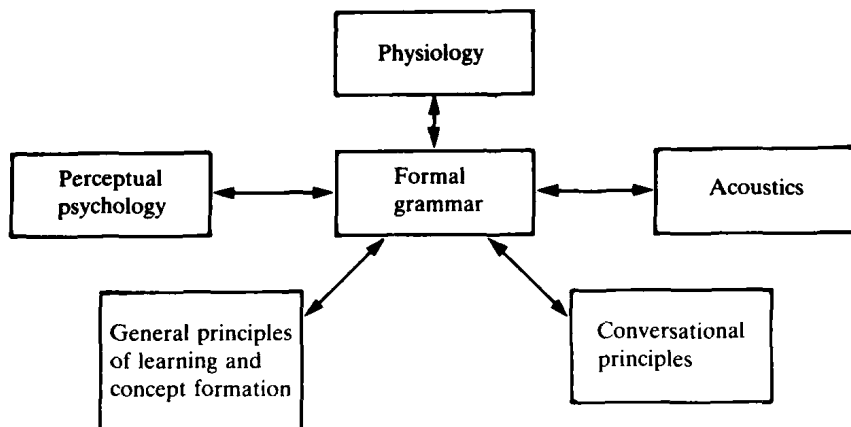 Physiology
Perceptual
psychology
Formal
grammar
Acoustics
General principles
of learning and
concept formation
Conversational
principles